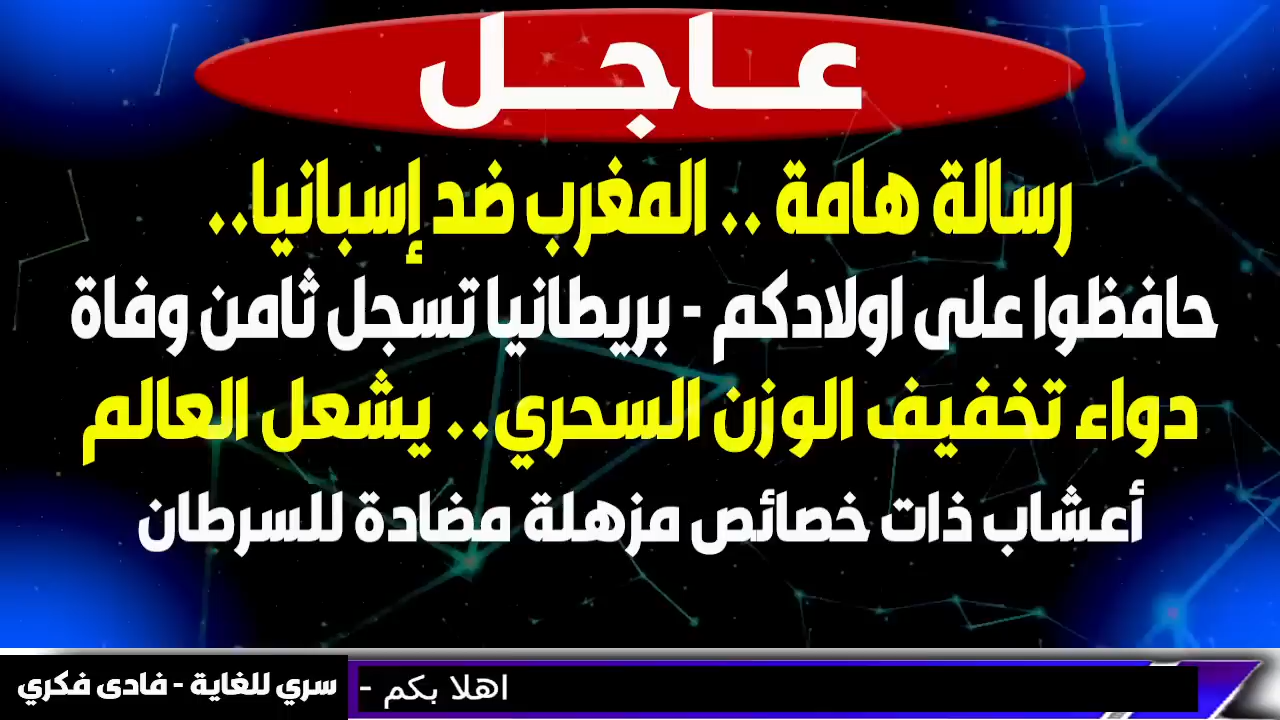 عاجل
رسالة هامة .. المغرب ضد إسبانيا..
حافظوا على اولادكم - بريطانيا تسجل ثامن وفاة
دواء تخفيف الوزن السحري.. يشعل العالم
أعشاب ذات خصائص مزهلة مضادة للسرطان
اهلا بكم -
سري للغاية - فادى فكري